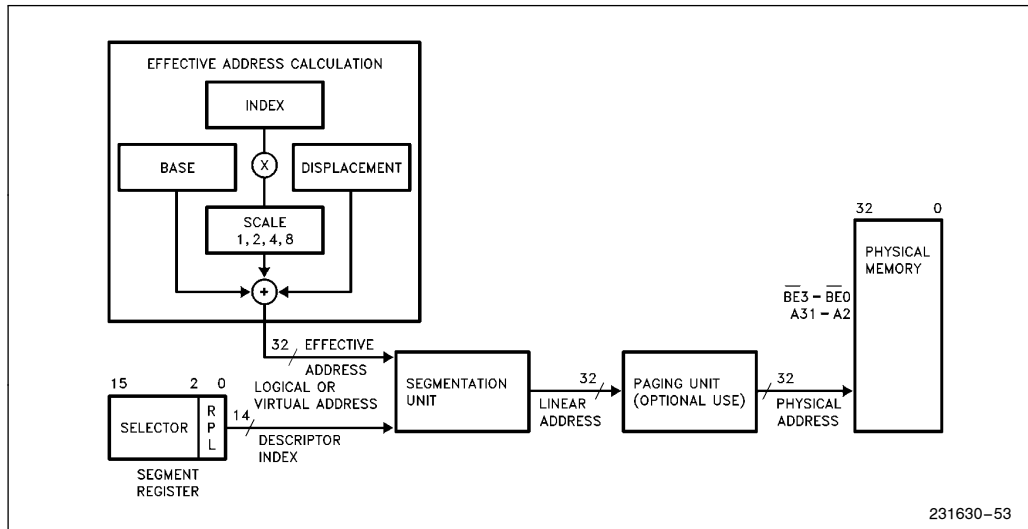 EFFECTIVE ADDRESS CALCULATION
INDEX
X
BASE
DISPLACEMENT
SCALE
1, 2, 4, 8
+
32
EFFECTIVE
ADDRESS
LOGICAL OR
VIRTUAL ADDRESS
15 2 0
SELECTOR
R
P
L
SEGMENT
REGISTER
14
DESCRIPTOR
INDEX
SEGMENTATION
UNIT
32
LINEAR
ADDRESS
PAGING UNIT
(OPTIONAL USE)
32
PHYSICAL
ADDRESS
32 0
PHYSICAL
MEMORY
BE3 – BE0
A31 – A2
231630–53